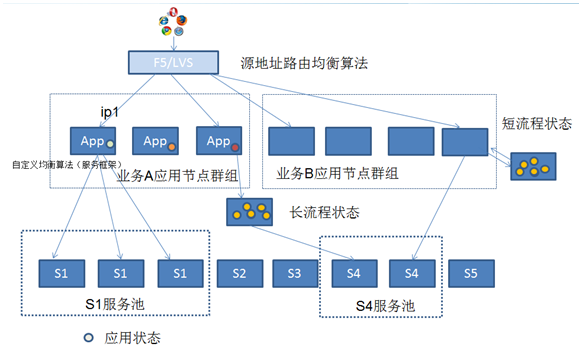 F5/LVS
源地址路由均衡算法
ip1
App
App
App
短流程状态
自定义均衡算法（服务框架）
业务A应用节点群组
业务B应用节点群组
长流程状态
S1
S1
S1
S2
S3
S4
S4
S5
S1服务池
S4服务池
应用状态